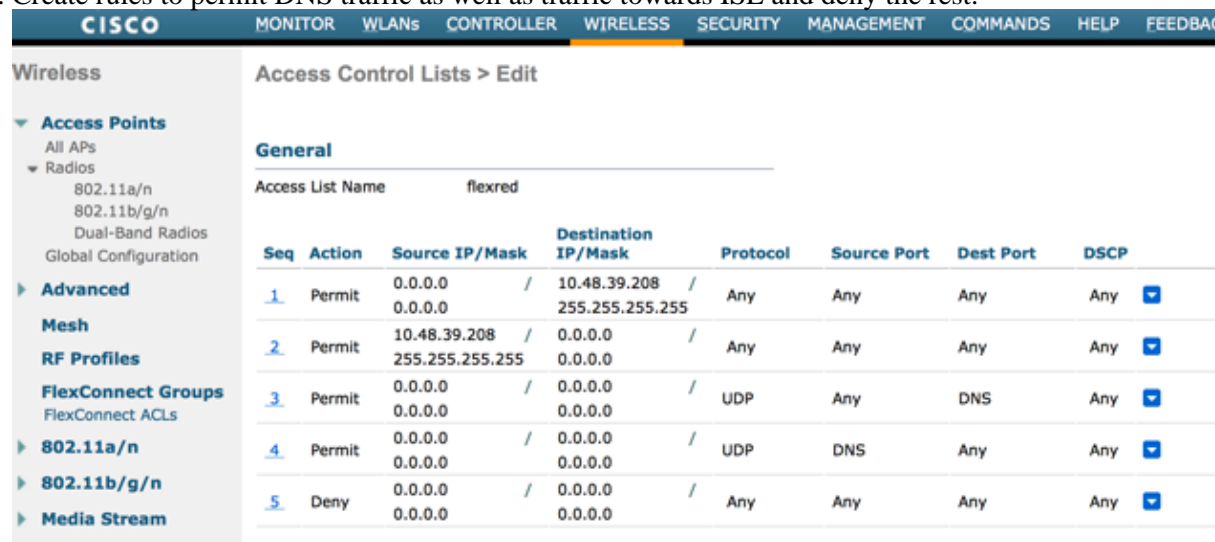 . Create rules to permit DNS traffic as well as traffic towards ISE and deny the rest.
CISCO MONITOR WLANs CONTROLLER WIRELESS SECURITY MANAGEMENT COMMANDS HELP FEEDBAC
Wireless
Access Points
All APs
Radios
802.11a/n
802.11b/g/n
Dual-Band Radios
Global Configuration
Advanced
Mesh
RF Profiles
FlexConnect Groups
FlexConnect ACLs
802.11a/n
802.11b/g/n
Media Stream
Access Control Lists > Edit
General
Access List Name flexred
Seq Action Source IP/Mask Destination IP/Mask Protocol Source Port Dest Port DSCP
1 Permit 0.0.0.0 / 10.48.39.208 / Any Any Any Any
0.0.0.0 255.255.255.255
2 Permit 10.48.39.208 / 0.0.0.0 / Any Any Any Any
255.255.255.255 0.0.0.0
3 Permit 0.0.0.0 / 0.0.0.0 / UDP Any DNS Any
0.0.0.0 0.0.0.0
4 Permit 0.0.0.0 / 0.0.0.0 / UDP DNS Any Any
0.0.0.0 0.0.0.0
5 Deny 0.0.0.0 / 0.0.0.0 / Any Any Any Any
0.0.0.0 0.0.0.0